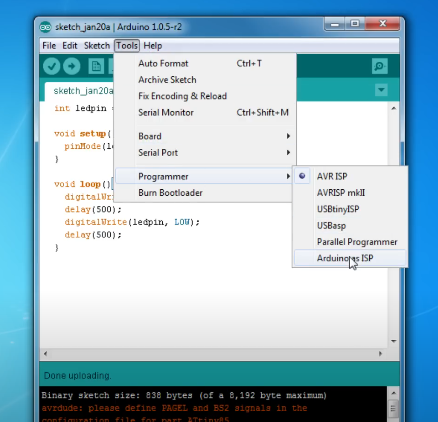 sketch_jan20a | Arduino 1.0.5-r2
File Edit Sketch Tools Help
Auto Format Ctrl+T
Archive Sketch
Fix Encoding & Reload
Serial Monitor Ctrl+Shift+M
Board
Serial Port
Programmer
Burn Bootloader
AVR ISP
AVRISP mkII
USBtinyISP
USBasp
Parallel Programmer
Arduino as ISP
sketch_jan20a
int ledpin =
void setup(
pinMode(le
}
void loop()
digitalWrit
delay(500);
digitalWrite(ledpin, LOW);
delay(500);
}
Done uploading.
Binary sketch size: 838 bytes (of a 8,192 byte maximum)
avrdude: please define PAGEL and BS2 signals in the
configuration file for part ATtiny85